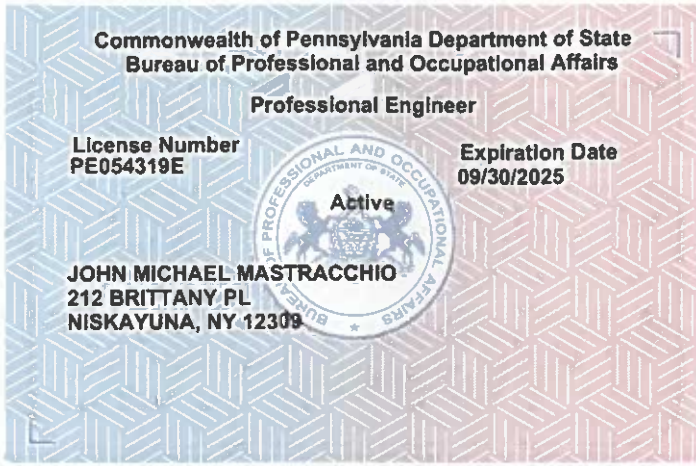 Commonwealth of Pennsylvania Department of State
Bureau of Professional and Occupational Affairs
Professional Engineer
License Number
PE054319E
Expiration Date
09/30/2025
BUREAU OF PROFESSIONAL AND OCCUPATIONAL AFFAIRS
DEPARTMENT OF STATE
Active
JOHN MICHAEL MASTRACCHIO
212 BRITTANY PL
NISKAYUNA, NY 12309